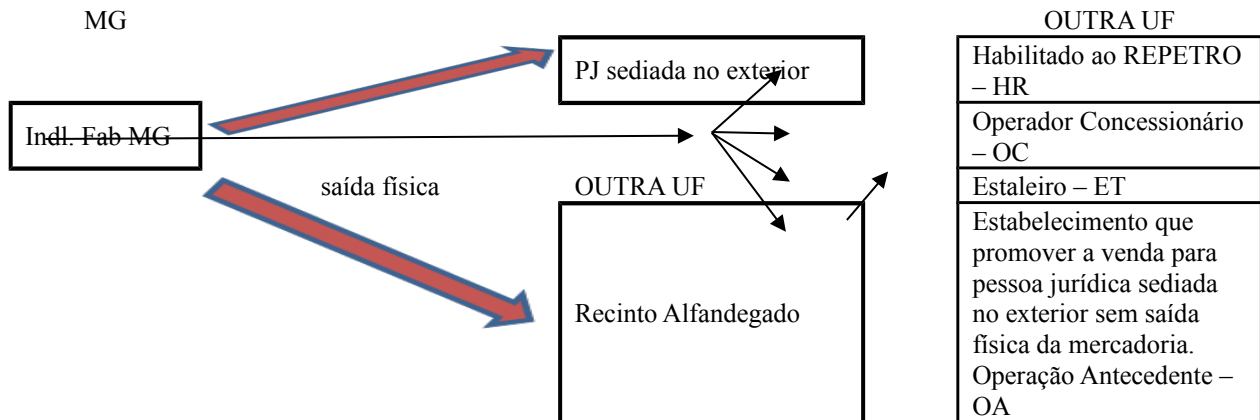 MG
OUTRA UF
PJ sediada no exterior
Indl. Fab MG
saída física
OUTRA UF
Recinto Alfandegado
Habilitado ao REPETRO
– HR
Operador Concessionário
– OC
Estaleiro – ET
Estabelecimento que
promover a venda para
pessoa jurídica sediada
no exterior sem saída
física da mercadoria.
Operação Antecedente –
OA